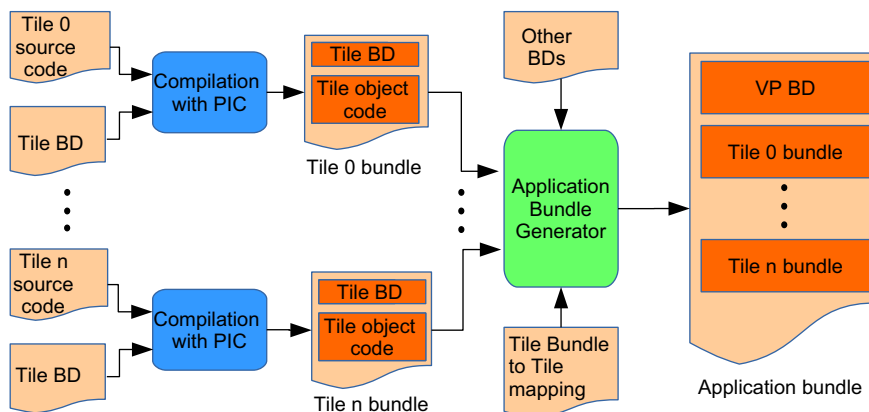 Tile 0
source
code
Tile BD
Compilation
with PIC
Tile BD
Tile object
code
Tile 0 bundle
Other
BDs
Application
Bundle
Generator
VP BD
Tile 0 bundle
Tile n bundle
Application bundle
Tile n
source
code
Tile BD
Compilation
with PIC
Tile BD
Tile object
code
Tile n bundle
Tile Bundle
to Tile
mapping